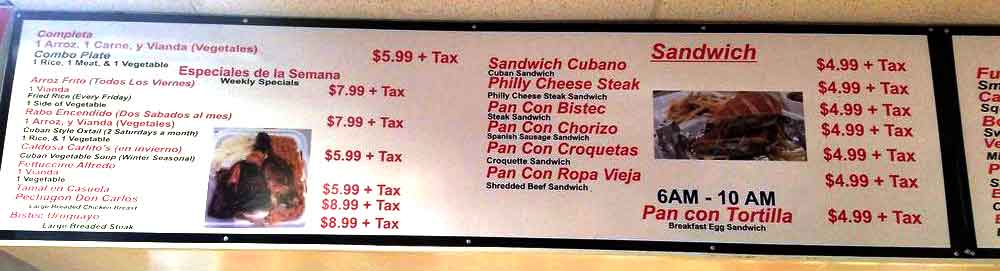 Completa
1 Arroz, 1 Carne, y Vianda (Vegetales) $5.99 + Tax
Combo Plate
1 Rice, 1 Meat, & 1 Vegetable
Especiales de la Semana
Weekly Specials
Arroz Frito (Todos Los Viernes) $7.99 + Tax
1 Vianda
Fried Rice (Every Friday)
1 Side of Vegetable
Rabo Encendido (Dos Sabados al mes) $7.99 + Tax
1 Arroz, y Vianda (Vegetales)
Cuban Style Oxtail (2 Saturdays a month)
1 Rice, & 1 Vegetable
Caldosa Carlito's (en invierno) $5.99 + Tax
Cuban Vegetable Soup (Winter Seasonal)
Fettuccine Alfredo
1 Vianda
1 Vegetable
Tamal en Casuela $5.99 + Tax
Pechugon Don Carlos $8.99 + Tax
Large Breaded Chicken Breast
Bistec Uruguayo $8.99 + Tax
Large Breaded Steak
Sandwich
Sandwich Cubano $4.99 + Tax
Cuban Sandwich
Philly Cheese Steak $4.99 + Tax
Philly Cheese Steak Sandwich
Pan Con Bistec $4.99 + Tax
Steak Sandwich
Pan Con Chorizo $4.99 + Tax
Spanish Sausage Sandwich
Pan Con Croquetas $4.99 + Tax
Croquette Sandwich
Pan Con Ropa Vieja $4.99 + Tax
Shredded Beef Sandwich
6AM - 10 AM
Pan con Tortilla $4.99 + Tax
Breakfast Egg Sandwich